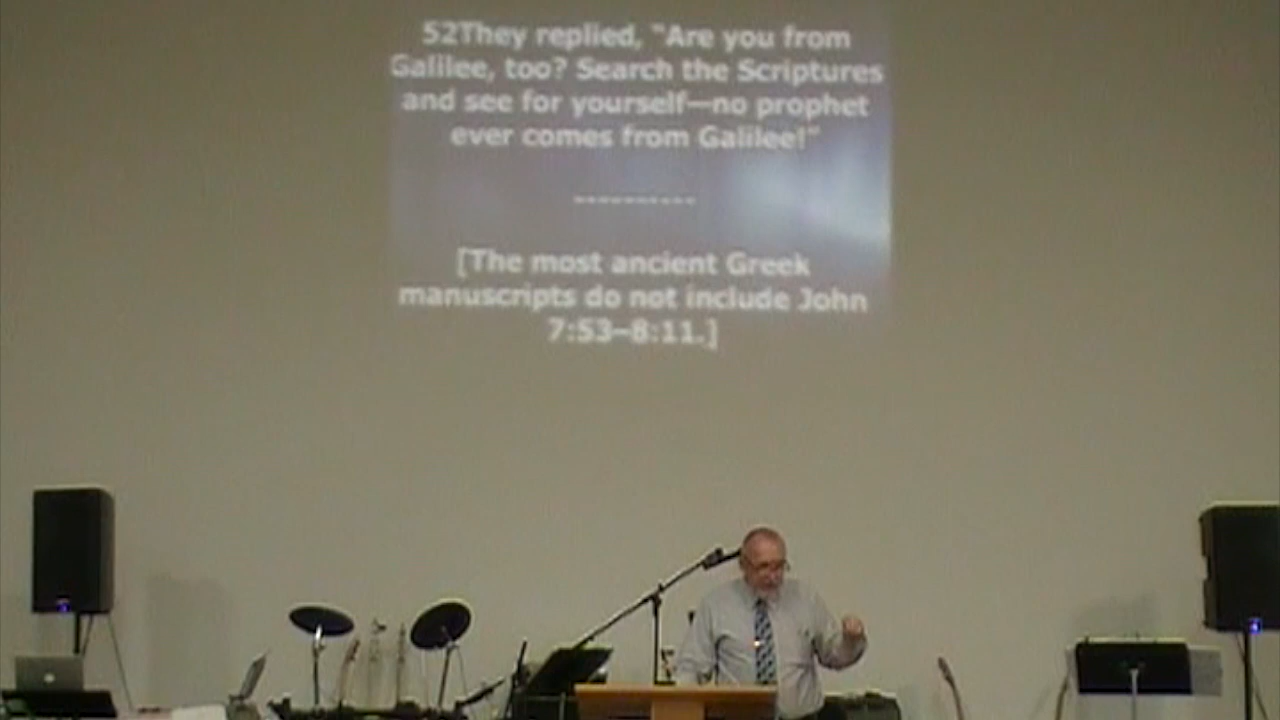 52They replied, "Are you from
Galilee, too? Search the Scriptures
and see for yourself—no prophet
ever comes from Galilee!"
----------
[The most ancient Greek
manuscripts do not include John
7:53–8:11.]